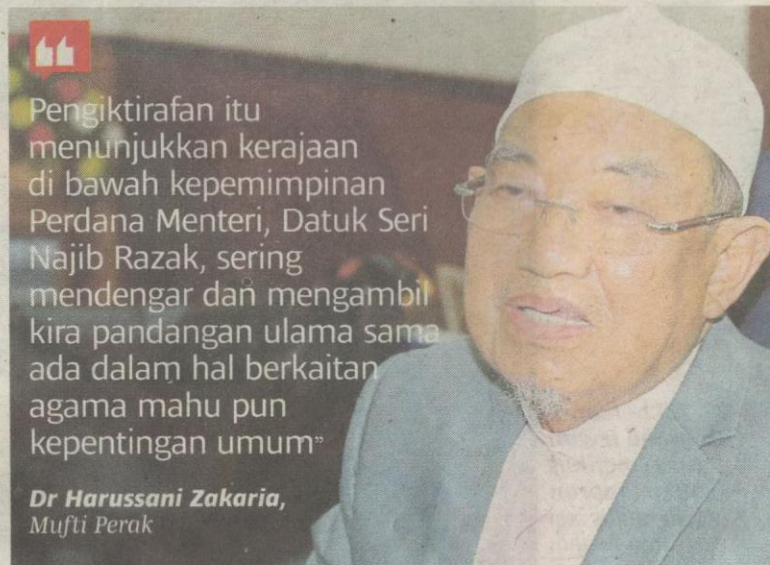 Pengiktirafan itu
menunjukkan kerajaan
di bawah kepemimpinan
Perdana Menteri, Datuk Seri
Najib Razak, sering
mendengar dan mengambil
kira pandangan ulama sama
ada dalam hal berkaitan
agama mahu pun
kepentingan umum”
Dr Harussani Zakaria,
Mufti Perak